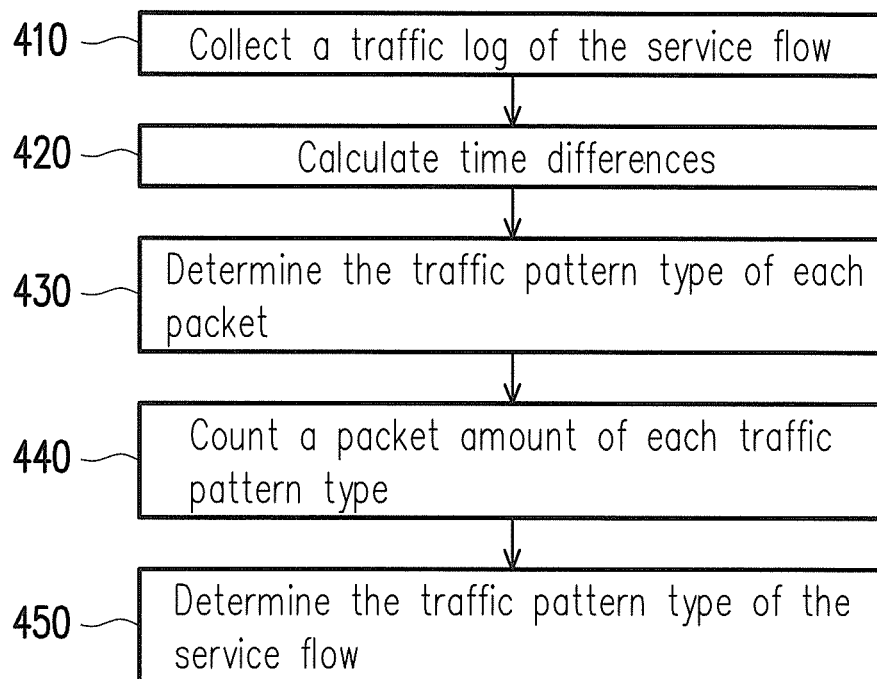 410 Collect a traffic log of the service flow
420 Calculate time differences
430 Determine the traffic pattern type of each
packet
440 Count a packet amount of each traffic
pattern type
450 Determine the traffic pattern type of the
service flow